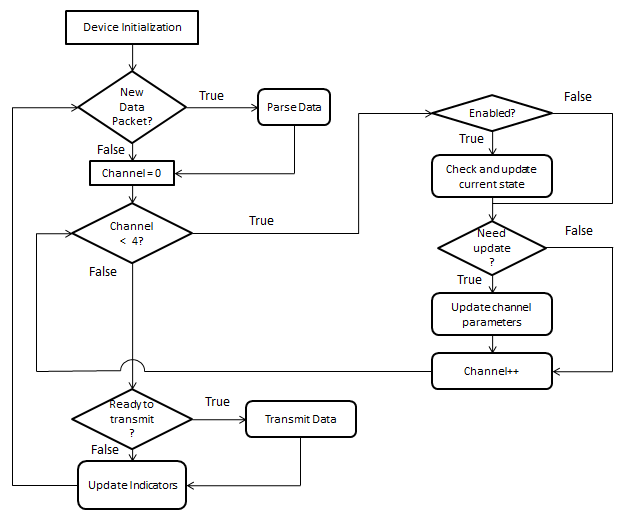 Device Initialization
New
Data
Packet?
True
Parse Data
False
Channel = 0
Channel
< 4?
True
False
Enabled?
False
True
Check and update
current state
Need
update
?
False
True
Update channel
parameters
Channel++
Ready to
transmit
?
True
Transmit Data
False
Update Indicators